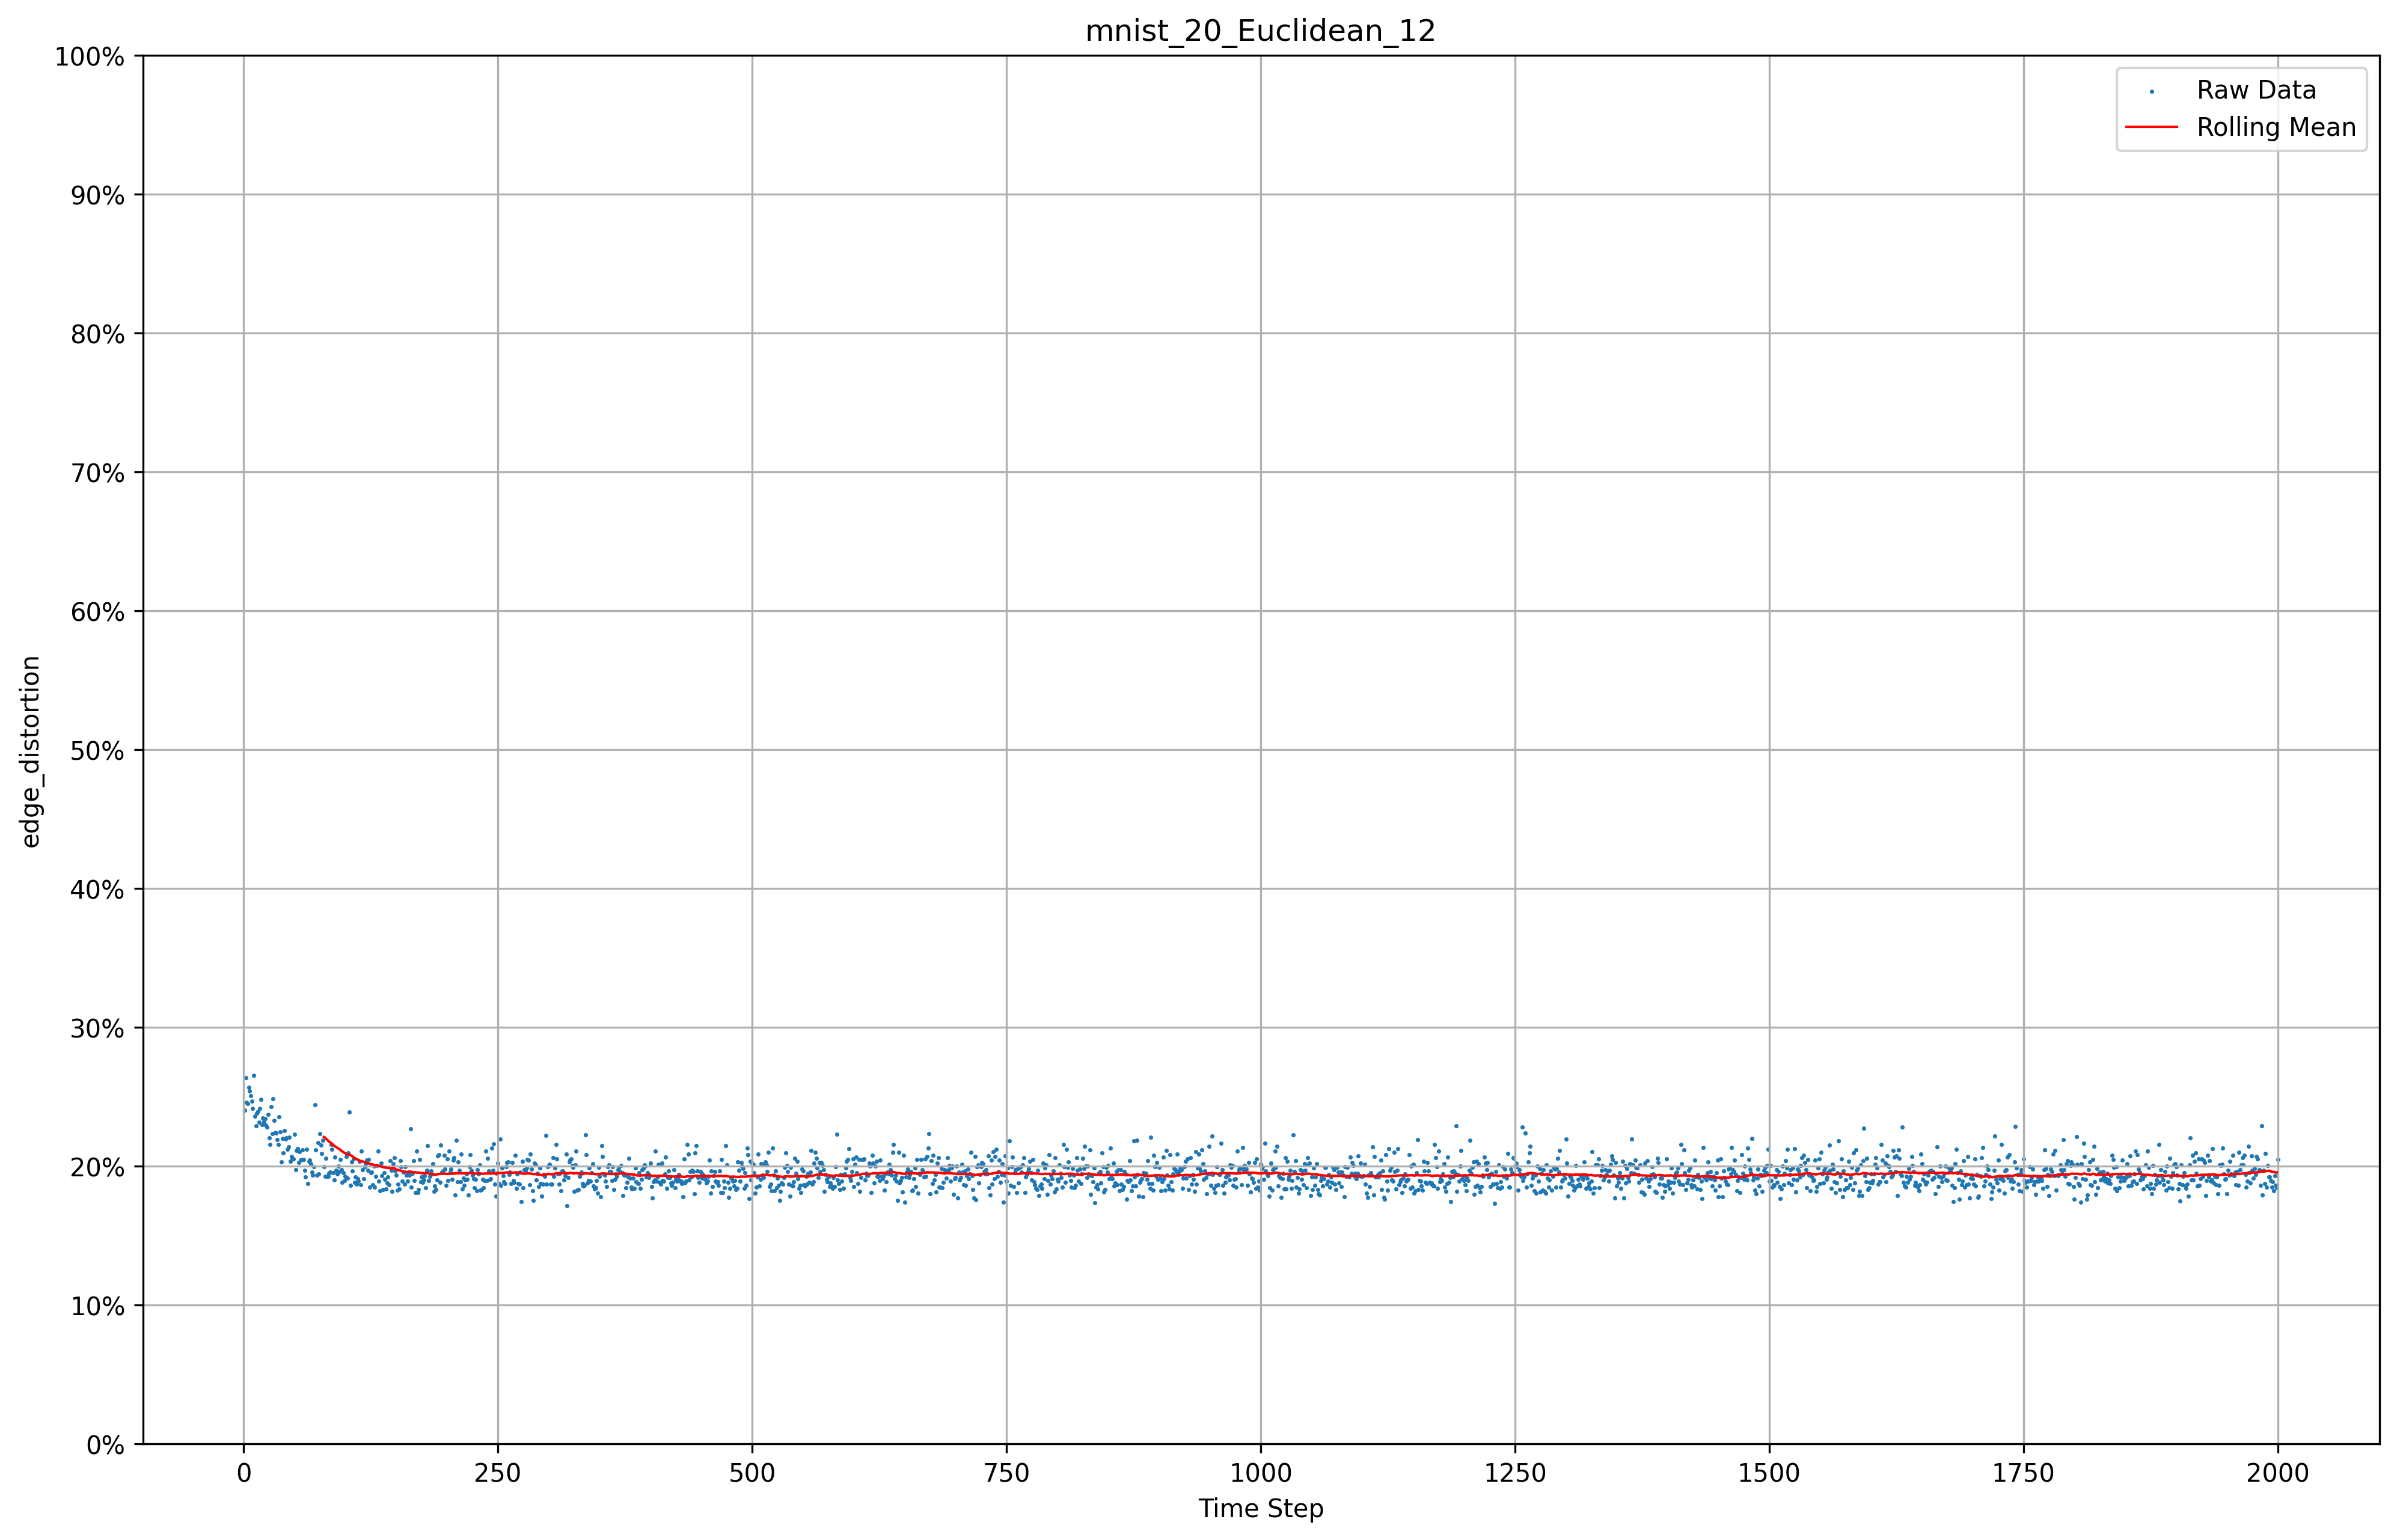 mnist_20_Euclidean_12
100%
90%
80%
70%
60%
50%
40%
30%
20%
10%
0%
edge_distortion
Raw Data
Rolling Mean
0 250 500 750 1000 1250 1500 1750 2000
Time Step